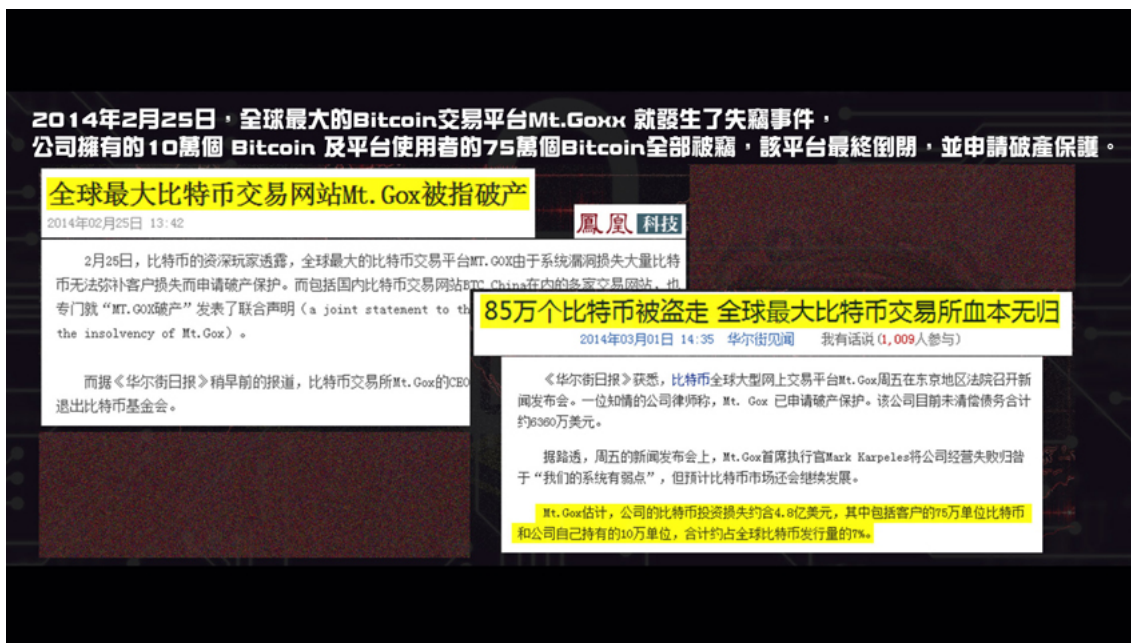 2014年2月25日，全球最大的Bitcoin交易平台Mt.Goxx 就發生了失竊事件，
公司擁有的10萬個 Bitcoin 及平台使用者的75萬個Bitcoin全部被竊，該平台最終倒閉，並申請破產保護。
全球最大比特币交易网站Mt.Gox被指破产
2014年02月25日 13:42
鳳凰 科技
2月25日，比特币的资深玩家透露，全球最大的比特币交易平台MT.GOX由于系统漏洞损失大量比特
币无法弥补客户损失而申请破产保护。而包括国内比特币交易网站BTC China在内的多家交易网站，也
专门就“MT.GOX破产”发表了联合声明（a joint statement to th
the insolvency of Mt.Gox）。
而据《华尔街日报》稍早前的报道，比特币交易所Mt.Gox的CEO
退出比特币基金会。
85万个比特币被盗走 全球最大比特币交易所血本无归
2014年03月01日 14:35 华尔街见闻 我有话说(1,009人参与)
《华尔街日报》获悉，比特币全球大型网上交易平台Mt.Gox周五在东京地区法院召开新
闻发布会。一位知情的公司律师称，Mt. Gox 已申请破产保护。该公司目前未清偿债务合计
约6360万美元。
据路透，周五的新闻发布会上，Mt.Gox首席执行官Mark Karpeles将公司经营失败归咎
于“我们的系统有弱点”，但预计比特币市场还会继续发展。
Mt.Gox估计，公司的比特币投资损失约合4.8亿美元，其中包括客户的75万单位比特币
和公司自己持有的10万单位，合计约占全球比特币发行量的7%。